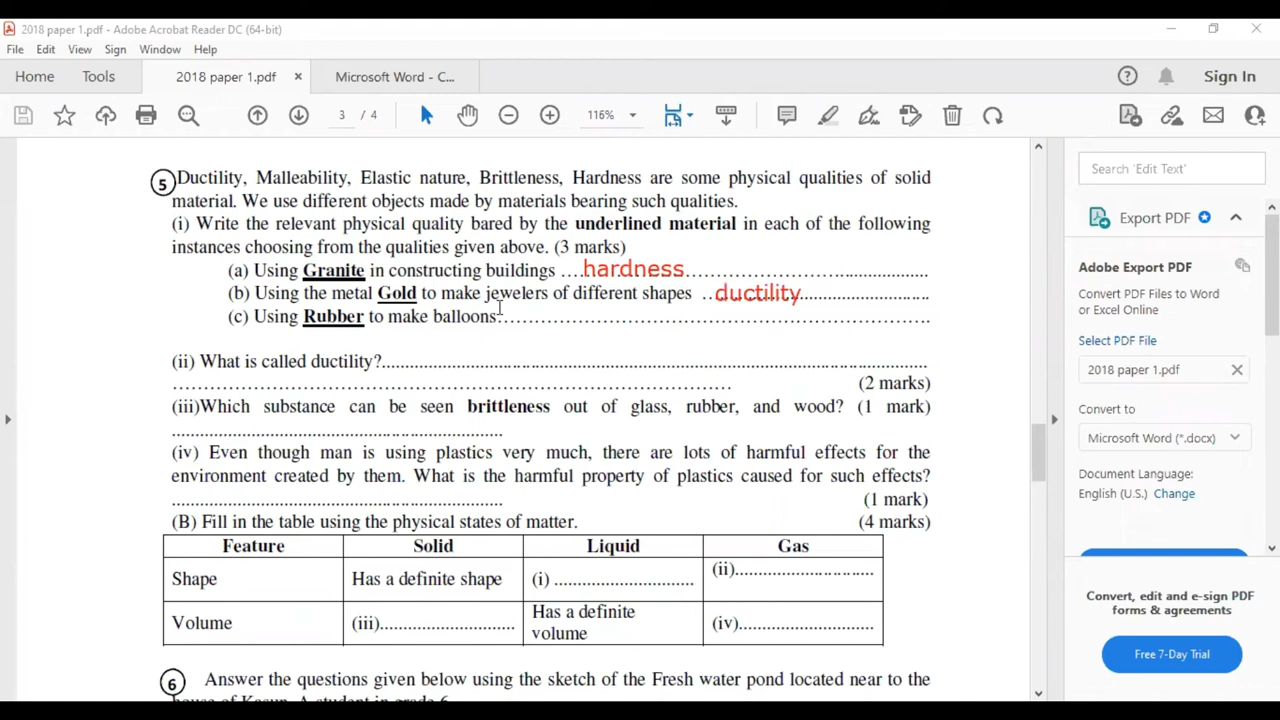 2018 paper 1.pdf - Adobe Acrobat Reader DC (64-bit)
File Edit View Sign Window Help
Home Tools 2018 paper 1.pdf × Microsoft Word - C... Sign In
3 / 4 116%
5 Ductility, Malleability, Elastic nature, Brittleness, Hardness are some physical qualities of solid
material. We use different objects made by materials bearing such qualities.
(i) Write the relevant physical quality bared by the underlined material in each of the following
instances choosing from the qualities given above. (3 marks)
(a) Using Granite in constructing buildings ....hardness..............................
(b) Using the metal Gold to make jewelers of different shapes ..ductility..............................
(c) Using Rubber to make balloons..............................
(ii) What is called ductility?..............................
.............................. (2 marks)
(iii)Which substance can be seen brittleness out of glass, rubber, and wood? (1 mark)
..............................
(iv) Even though man is using plastics very much, there are lots of harmful effects for the
environment created by them. What is the harmful property of plastics caused for such effects?
.............................. (1 mark)
(B) Fill in the table using the physical states of matter. (4 marks)
Feature Solid Liquid Gas
Shape Has a definite shape (i) .............................. (ii)..............................
Volume (iii)............................ Has a definite volume (iv)..............................
6 Answer the questions given below using the sketch of the Fresh water pond located near to the
house of Kasun. A student in grade 6
Search 'Edit Text'
Export PDF
Adobe Export PDF
Convert PDF Files to Word
or Excel Online
Select PDF File
2018 paper 1.pdf ×
Convert to
Microsoft Word (*.docx)
Document Language:
English (U.S.) Change
Convert, edit and e-sign PDF
forms & agreements
Free 7-Day Trial